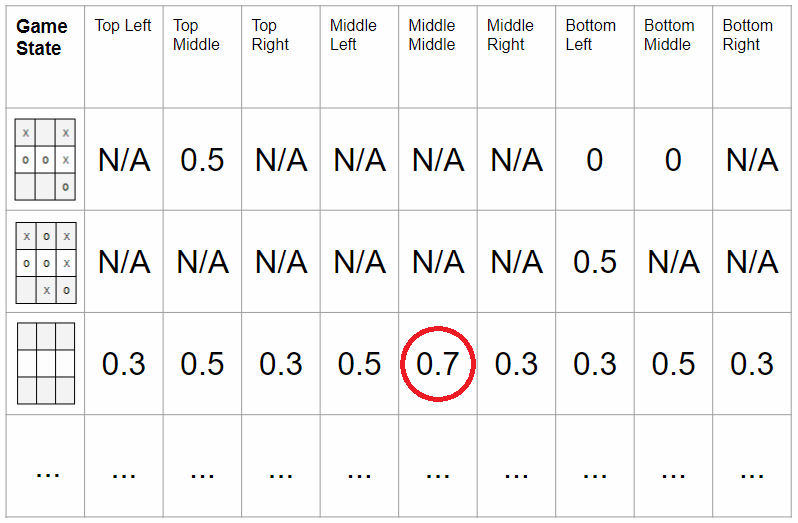 Game State Top Left Top Middle Top Right Middle Left Middle Middle Middle Right Bottom Left Bottom Middle Bottom Right
x x
o o x
o
N/A 0.5 N/A N/A N/A N/A 0 0 N/A
x o x
o o x
x o
N/A N/A N/A N/A N/A N/A 0.5 N/A N/A
0.3 0.5 0.3 0.5 0.7 0.3 0.3 0.5 0.3
... ... ... ... ... ... ... ... ... ...